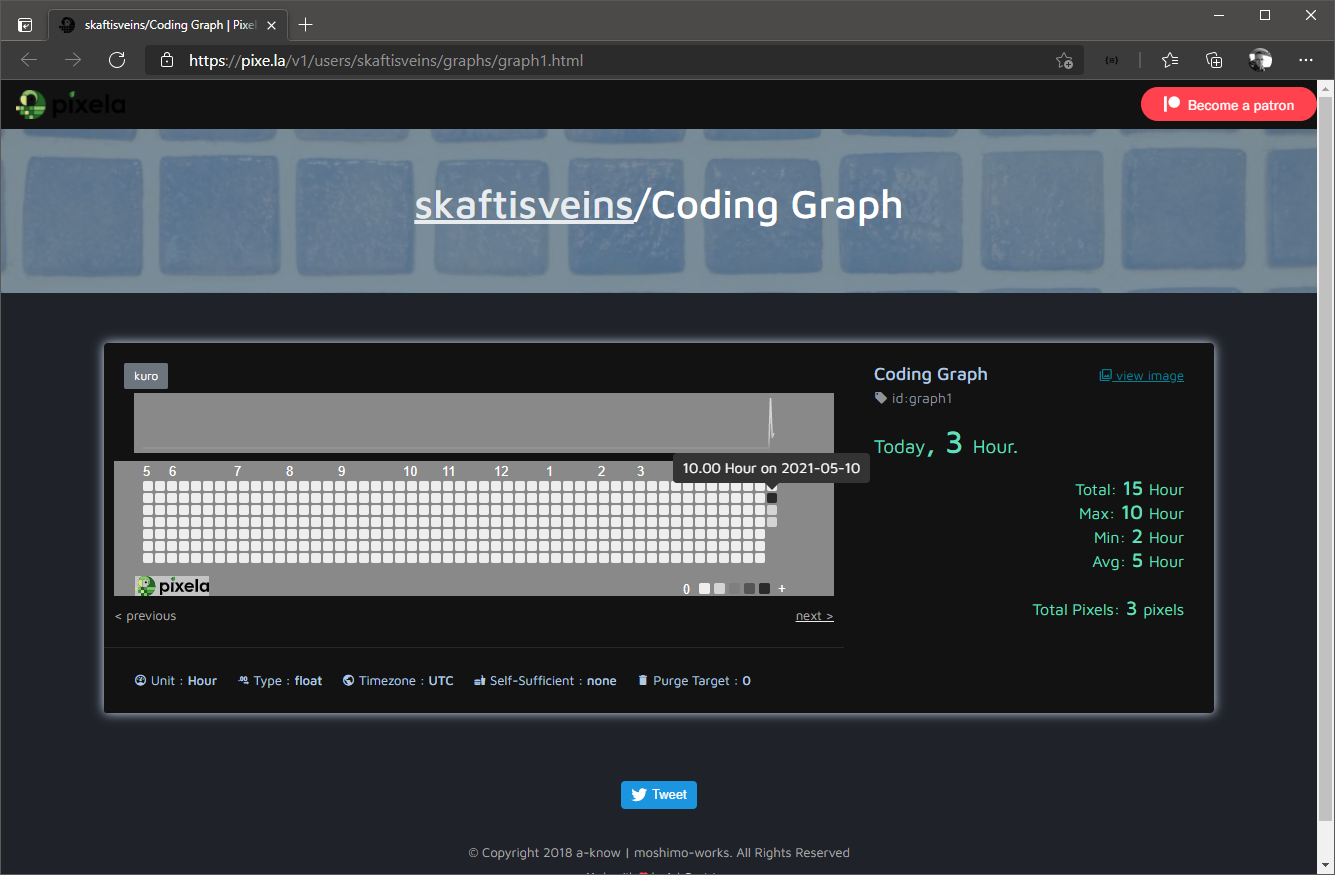 skaftisveins/Coding Graph | Pixel
https://pixe.la/v1/users/skaftisveins/graphs/graph1.html
pixela
Become a patron
skaftisveins/Coding Graph
kuro
5 6 7 8 9 10 11 12 1 2 3
10.00 Hour on 2021-05-10
pixela
0 +
< previous
next >
Coding Graph
view image
id:graph1
Today, 3 Hour.
Total: 15 Hour
Max: 10 Hour
Min: 2 Hour
Avg: 5 Hour
Total Pixels: 3 pixels
Unit : Hour Type : float Timezone : UTC Self-Sufficient : none Purge Target : 0
Tweet
© Copyright 2018 a-know | moshimo-works. All Rights Reserved